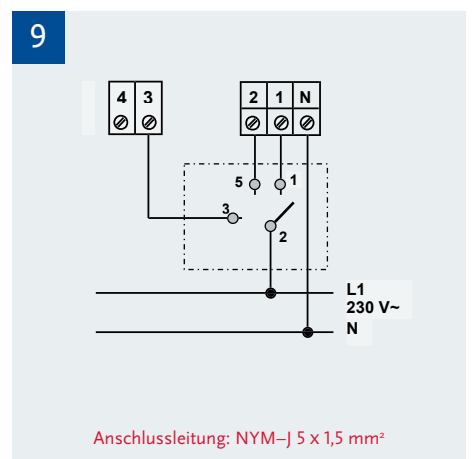 9
4 3 2 1 N
5 1
3
2
L1
230 V~
N
Anschlussleitung: NYM–J 5 x 1,5 mm²